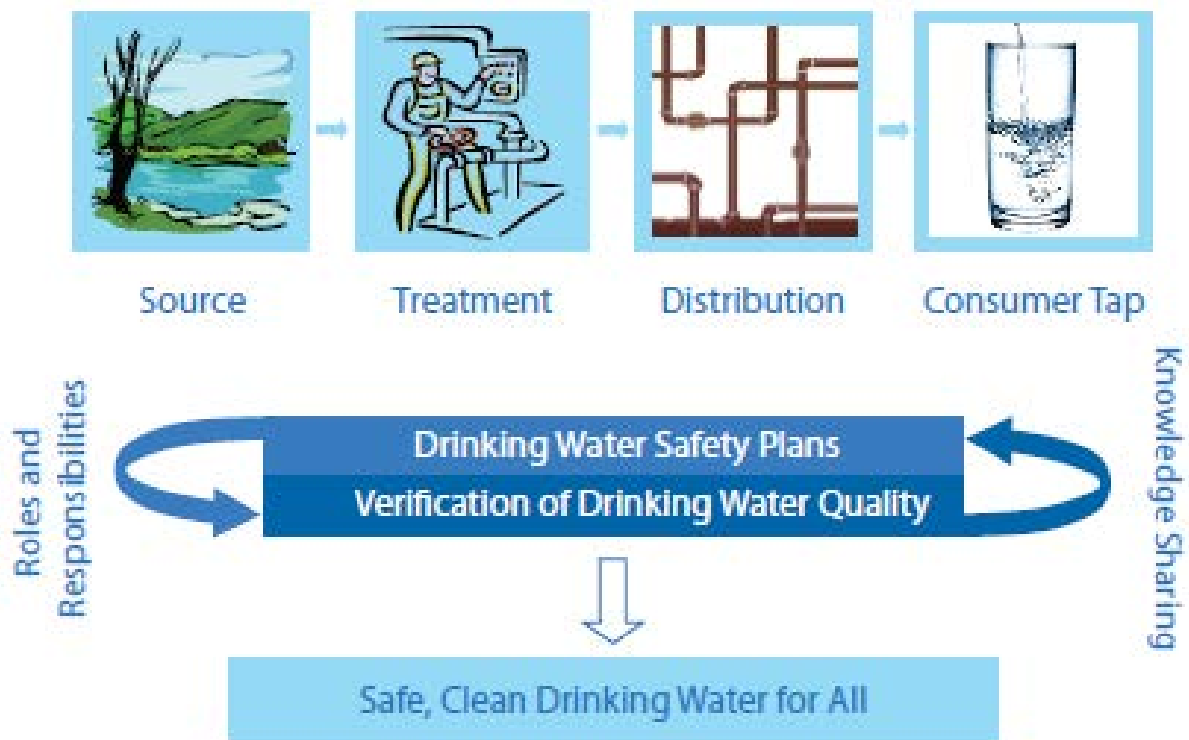 Source
Treatment
Distribution
Consumer Tap
Roles and
Responsibilities
Drinking Water Safety Plans
Verification of Drinking Water Quality
Knowledge Sharing
Safe, Clean Drinking Water for All